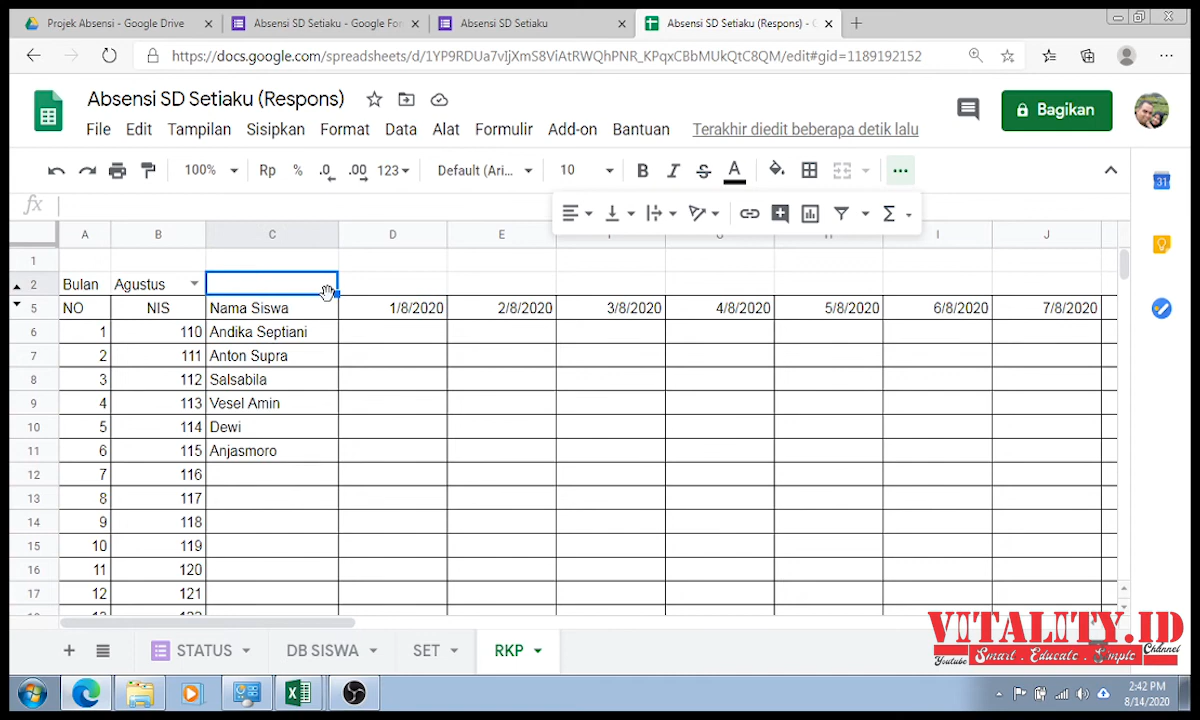 Projek Absensi - Google Drive
Absensi SD Setiaku - Google For
Absensi SD Setiaku
Absensi SD Setiaku (Respons) - G
https://docs.google.com/spreadsheets/d/1YP9RDUa7vIjXmS8ViAtRWQhPNR_KPqxCBbMUkQtC8QM/edit#gid=1189192152
Absensi SD Setiaku (Respons)
Bagikan
File Edit Tampilan Sisipkan Format Data Alat Formulir Add-on Bantuan Terakhir diedit beberapa detik lalu
100% Rp % .0 .00 123 Default (Ari... 10 B I S A
31
fx
A B C D E I J
1
2 Bulan Agustus
5 NO NIS Nama Siswa 1/8/2020 2/8/2020 3/8/2020 4/8/2020 5/8/2020 6/8/2020 7/8/2020
6 1 110 Andika Septiani
7 2 111 Anton Supra
8 3 112 Salsabila
9 4 113 Vesel Amin
10 5 114 Dewi
11 6 115 Anjasmoro
12 7 116
13 8 117
14 9 118
15 10 119
16 11 120
17 12 121
VITALITY.ID
Youtube Smart . Educate . Simple Channel
STATUS DB SISWA SET RKP
2:42 PM
8/14/2020